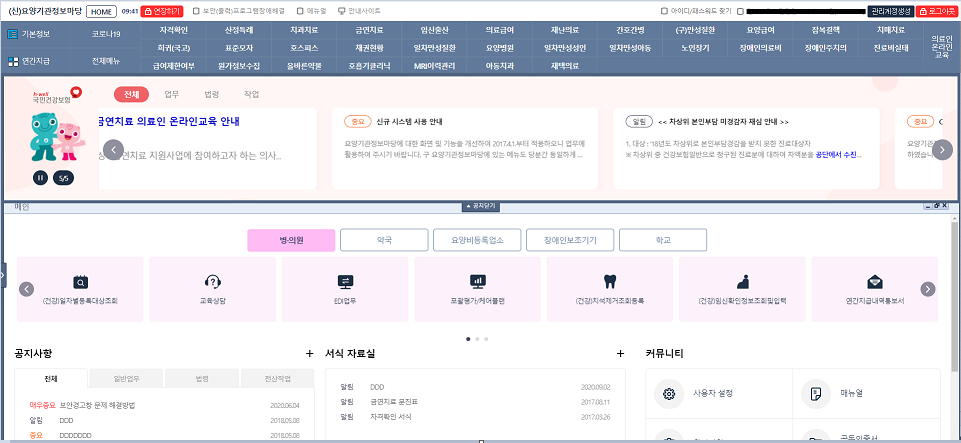 (신)요양기관정보마당 HOME 09:41 연장하기 보안(출력)프로그램장애해결 매뉴얼 안내사이트 아이디/패스워드 찾기 관리계정생성 로그아웃
기본정보 코로나19 자격확인 산정특례 치과치료 금연치료 임신출산 의료급여 재난의료 간호간병 (구)만성질환 요양급여 잠복결핵 치매치료
희귀(국고) 표준모자 호스피스 채권현황 일차만성질환 요양병원 일차만성성인 일차만성아동 노인정기 장애인의료비 장애인주치의 진료비실태
연간지급 전체메뉴 급여제한여부 원가정보수집 올바른약물 호흡기클리닉 MRI이력관리 아동치과 재택의료
의료인
온라인
교육
h-well
국민건강보험
전체 업무 법령 작업
금연치료 의료인 온라인교육 안내
금연치료 지원사업에 참여하고자 하는 의사...
5/5
중요 신규 시스템 사용 안내
요양기관정보마당에 대한 화면 및 기능을 개선하여 2017.4.1.부터 적용하오니 업무에
활용하여 주시기 바랍니다. 구 요양기관정보마당에 있는 메뉴도 당분간 동일하게 ...
알림 << 차상위 본인부담 미경감자 재심 안내 >>
1. 대상 : '18년도 차상위로 본인부담경감을 받지 못한 진료대상자
※ 차상위 중 건강보험일반으로 청구된 진료분에 대하여 차액분을 공단에서 수진...
중요
요양기관
하였습니
메인 ▲ 공지닫기
병·의원 약국 요양비등록업소 장애인보조기기 학교
(건강)일자별등록대상조회 교육상담 EDI업무 포괄평가/케어플랜 (건강)치석제거조회등록 (건강)임신확인정보조회및입력 연간지급내역통보서
공지사항 +
전체 일반업무 법령 전산작업
매우중요 보안경고창 문제 해결방법 2020.06.04
알림 DDD 2018.05.08
중요 DDDDDDD 2018.05.08
서식 자료실 +
알림 DDD 2020.09.02
알림 금연치료 문진표 2017.08.11
알림 자격확인 서식 2017.03.26
커뮤니티
사용자 설정 매뉴얼